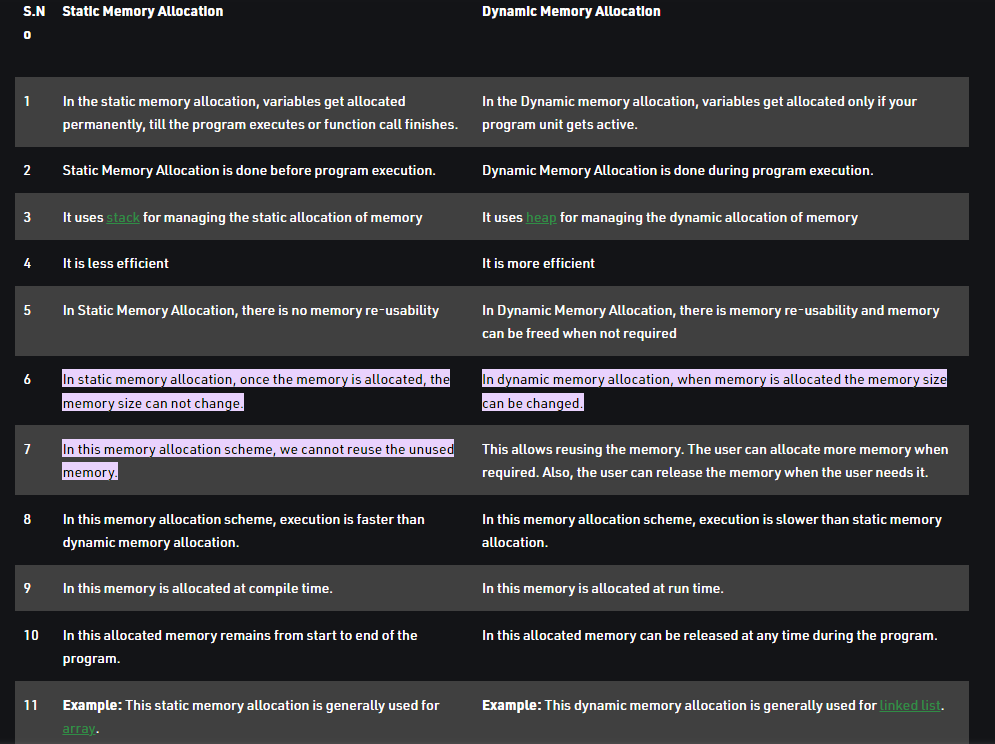 S.N Static Memory Allocation Dynamic Memory Allocation
o
1 In the static memory allocation, variables get allocated In the Dynamic memory allocation, variables get allocated only if your
permanently, till the program executes or function call finishes. program unit gets active.
2 Static Memory Allocation is done before program execution. Dynamic Memory Allocation is done during program execution.
3 It uses stack for managing the static allocation of memory It uses heap for managing the dynamic allocation of memory
4 It is less efficient It is more efficient
5 In Static Memory Allocation, there is no memory re-usability In Dynamic Memory Allocation, there is memory re-usability and memory
can be freed when not required
6 In static memory allocation, once the memory is allocated, the In dynamic memory allocation, when memory is allocated the memory size
memory size can not change. can be changed.
7 In this memory allocation scheme, we cannot reuse the unused This allows reusing the memory. The user can allocate more memory when
memory. required. Also, the user can release the memory when the user needs it.
8 In this memory allocation scheme, execution is faster than In this memory allocation scheme, execution is slower than static memory
dynamic memory allocation. allocation.
9 In this memory is allocated at compile time. In this memory is allocated at run time.
10 In this allocated memory remains from start to end of the In this allocated memory can be released at any time during the program.
program.
11 Example: This static memory allocation is generally used for Example: This dynamic memory allocation is generally used for linked list.
array.